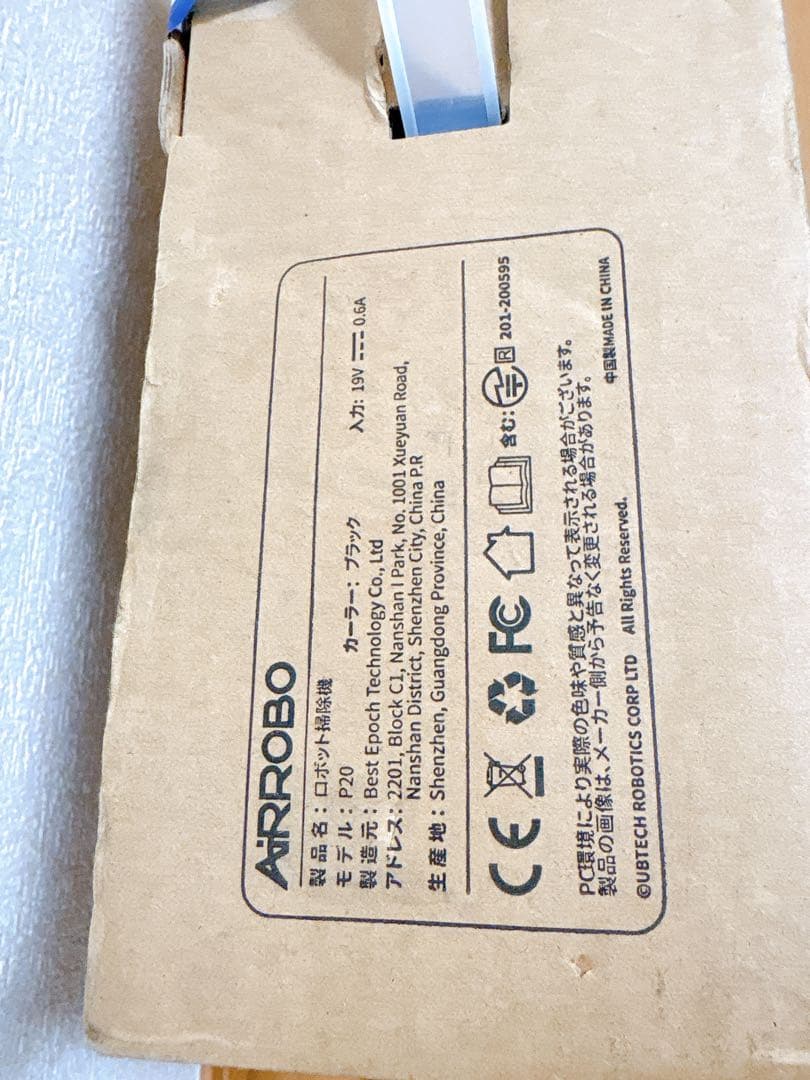 AiRROBO
製品名：ロボット掃除機
モデル：P20 カーラー：ブラック 入力: 19V 0.6A
製造元：Best Epoch Technology Co., Ltd
アドレス：2201, Block C1, Nanshan I Park, No. 1001 Xueyuan Road,
Nanshan District, Shenzhen City, China P.R
生産地：Shenzhen, Guangdong Province, China
CE FC 含む： R 201-200595
PC環境により実際の色味や質感と異なって表示される場合がございます。
製品の画像は、メーカー側から予告なく変更される場合があります。
©UBTECH ROBOTICS CORP LTD All Rights Reserved. 中国製MADE IN CHINA